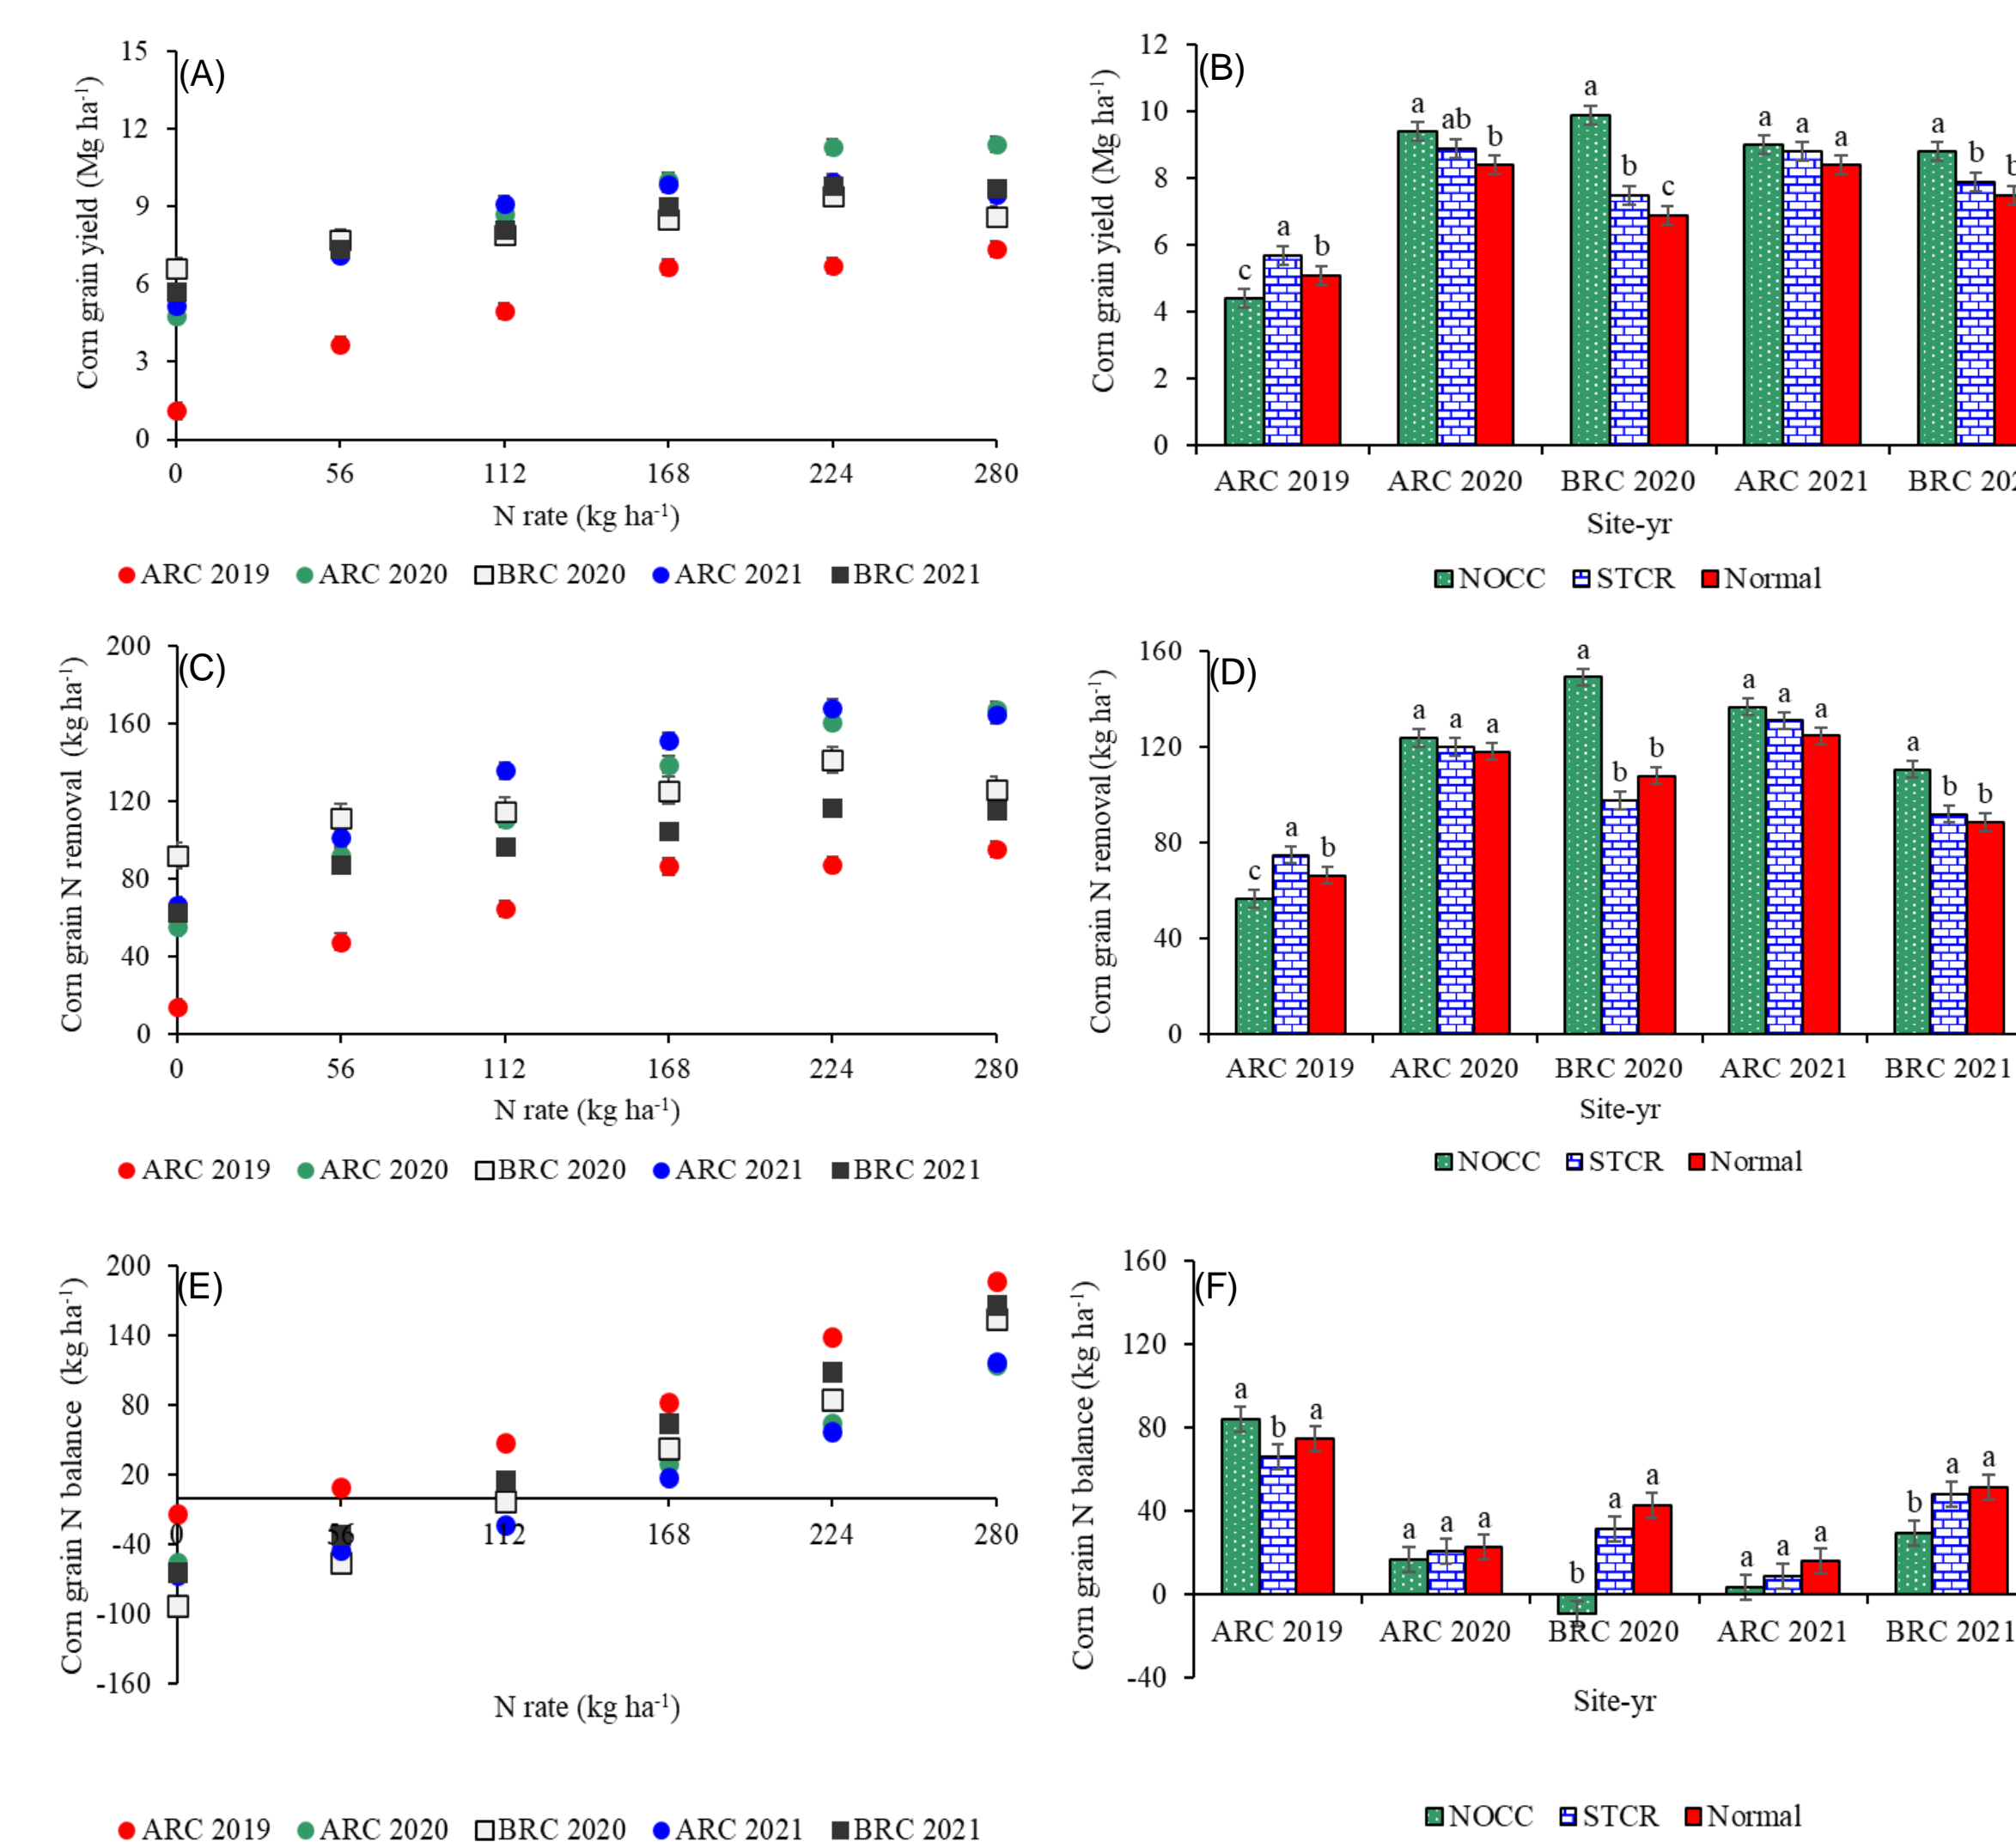 (A)
Corn grain yield (Mg ha-1)
15
12
9
6
3
0
0 56 112 168 224 280
N rate (kg ha-1)
ARC 2019 ARC 2020 BRC 2020 ARC 2021 BRC 2021
(B)
Corn grain yield (Mg ha-1)
12
10
8
6
4
2
0
c a b a ab b a b c a a a a b b
ARC 2019 ARC 2020 BRC 2020 ARC 2021 BRC 202
Site-yr
NOCC STCR Normal
(C)
Corn grain N removal (kg ha-1)
200
160
120
80
40
0
0 56 112 168 224 280
N rate (kg ha-1)
ARC 2019 ARC 2020 BRC 2020 ARC 2021 BRC 2021
(D)
Corn grain N removal (kg ha-1)
160
120
80
40
0
c a b a a a a b b a a a a b b
ARC 2019 ARC 2020 BRC 2020 ARC 2021 BRC 2021
Site-yr
NOCC STCR Normal
(E)
Corn grain N balance (kg ha-1)
200
140
80
20
-40
-100
-160
0 56 112 168 224 280
N rate (kg ha-1)
ARC 2019 ARC 2020 BRC 2020 ARC 2021 BRC 2021
(F)
Corn grain N balance (kg ha-1)
160
120
80
40
0
-40
a b a a a a b a a a a a b a a
ARC 2019 ARC 2020 BRC 2020 ARC 2021 BRC 2021
Site-yr
NOCC STCR Normal